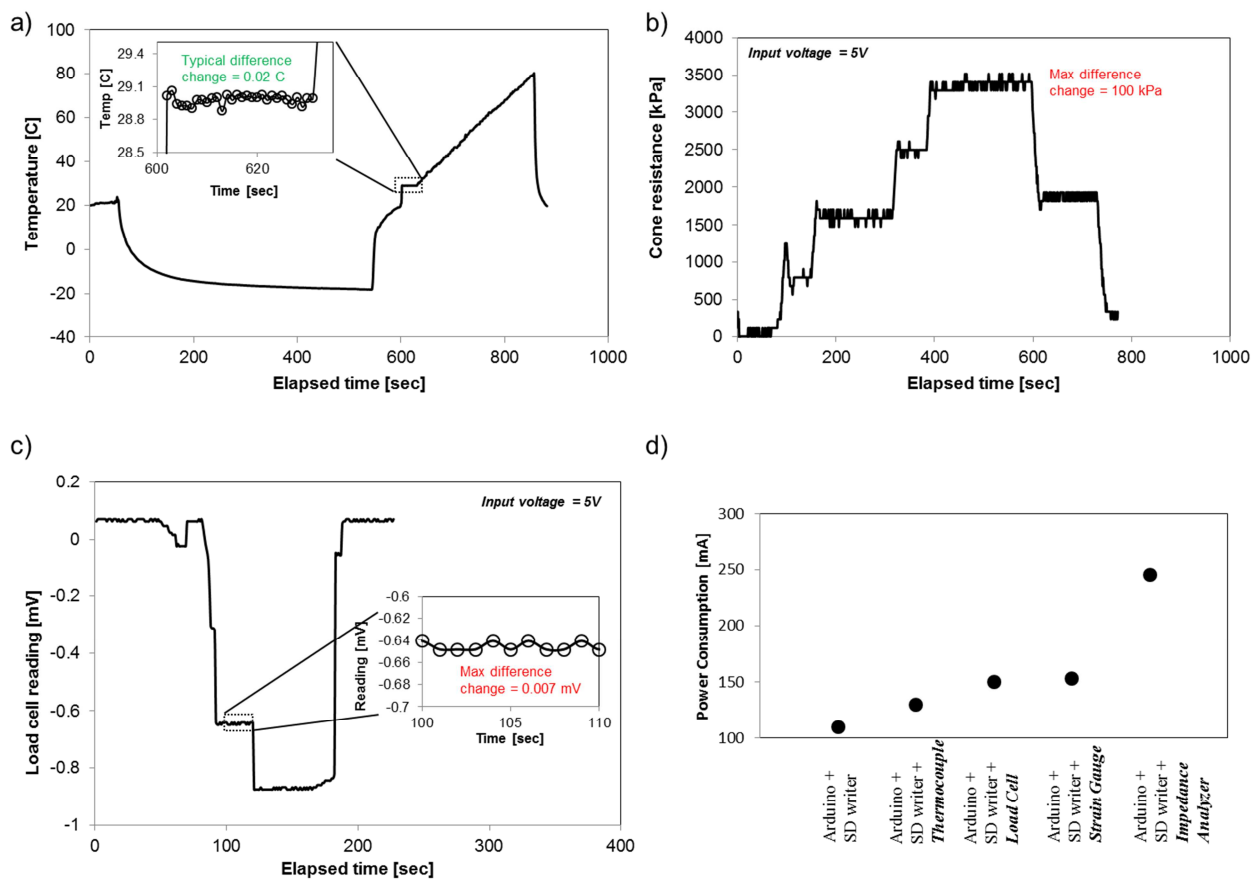 a)
100
80
60
40
20
0
-20
-40
Temperature [C]
0
200
400
600
800
1000
Elapsed time [sec]
29.4
29.1
28.8
28.5
Temp [C]
600
620
Time [sec]
Typical difference
change = 0.02 C
b)
4000
3500
3000
2500
2000
1500
1000
500
0
Cone resistance [kPa]
0
200
400
600
800
1000
Elapsed time [sec]
Input voltage = 5V
Max difference
change = 100 kPa
c)
0.2
0
-0.2
-0.4
-0.6
-0.8
-1
Load cell reading [mV]
0
100
200
300
400
Elapsed time [sec]
Input voltage = 5V
-0.6
-0.62
-0.64
-0.66
-0.68
-0.7
Reading [mV]
100
105
110
Time [sec]
Max difference
change = 0.007 mV
d)
300
250
200
150
100
Power Consumption [mA]
Arduino +
SD writer
Arduino +
SD writer +
Thermocouple
Arduino +
SD writer +
Load Cell
Arduino +
SD writer +
Strain Gauge
Arduino +
SD writer +
Impedance
Analyzer